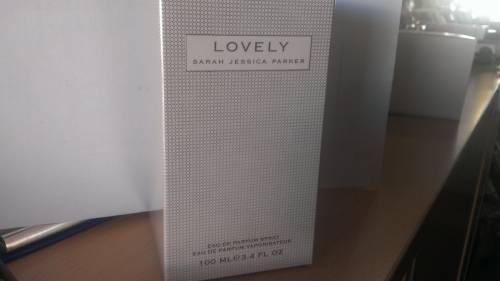 LOVELY
SARAH JESSICA PARKER
EAU DE PARFUM SPRAY
EAU DE PARFUM VAPORISATEUR
100 ML℮3.4 FL OZ